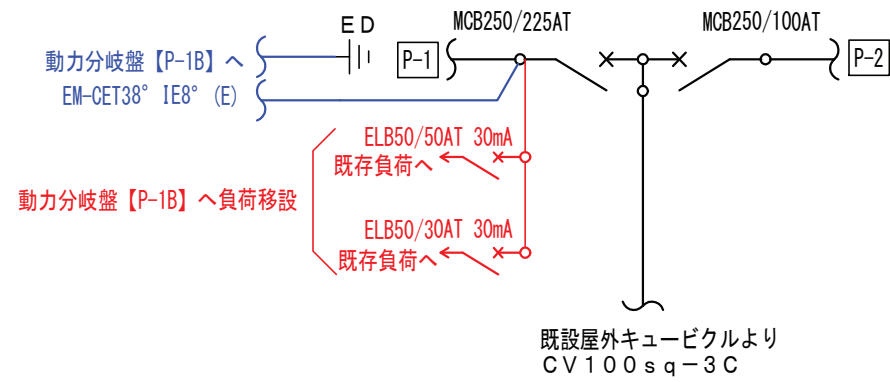 ED
MCB250/225AT
MCB250/100AT
動力分岐盤【P-1B】へ
P-1
P-2
EM-CET38° IE8° (E)
ELB50/50AT 30mA
既存負荷へ
動力分岐盤【P-1B】へ負荷移設
ELB50/30AT 30mA
既存負荷へ
既設屋外キュービクルより
CV100sq-3C